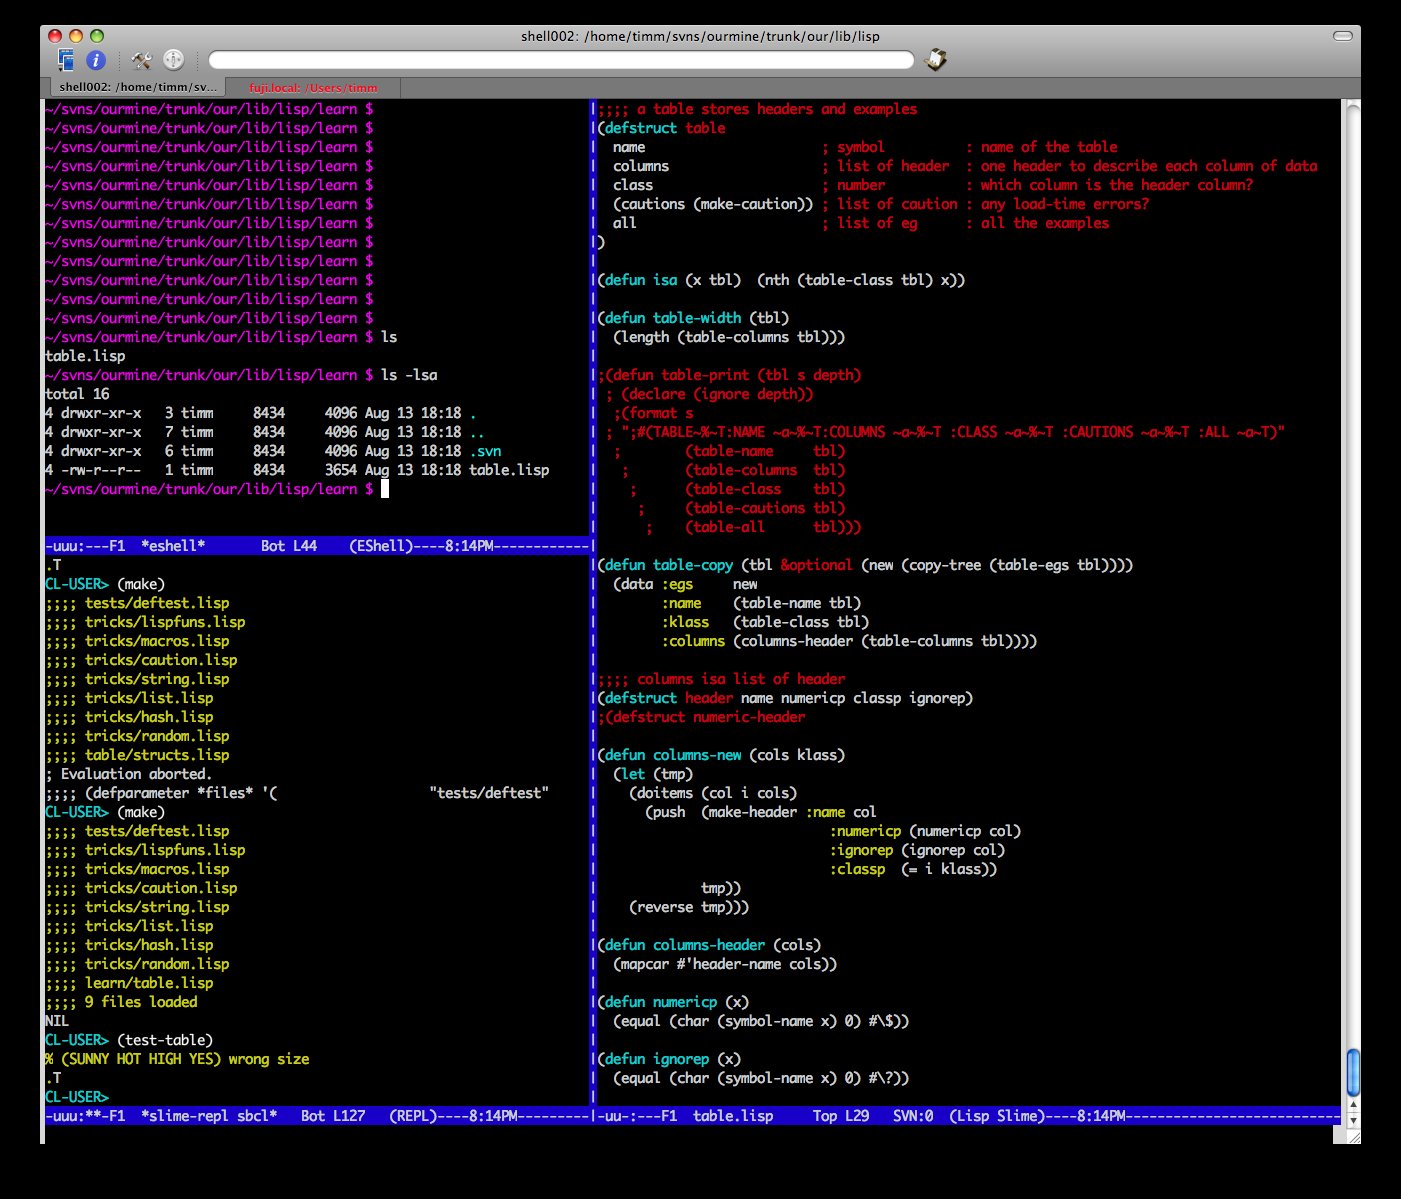 shell002: /home/timm/svns/ourmine/trunk/our/lib/lisp
shell002: /home/timm/sv...
fuji.local: /Users/timm
~/svns/ourmine/trunk/our/lib/lisp/learn $
~/svns/ourmine/trunk/our/lib/lisp/learn $
~/svns/ourmine/trunk/our/lib/lisp/learn $
~/svns/ourmine/trunk/our/lib/lisp/learn $
~/svns/ourmine/trunk/our/lib/lisp/learn $
~/svns/ourmine/trunk/our/lib/lisp/learn $
~/svns/ourmine/trunk/our/lib/lisp/learn $
~/svns/ourmine/trunk/our/lib/lisp/learn $
~/svns/ourmine/trunk/our/lib/lisp/learn $
~/svns/ourmine/trunk/our/lib/lisp/learn $
~/svns/ourmine/trunk/our/lib/lisp/learn $
~/svns/ourmine/trunk/our/lib/lisp/learn $
~/svns/ourmine/trunk/our/lib/lisp/learn $ ls
table.lisp
~/svns/ourmine/trunk/our/lib/lisp/learn $ ls -lsa
total 16
4 drwxr-xr-x   3 timm     8434     4096 Aug 13 18:18 .
4 drwxr-xr-x   7 timm     8434     4096 Aug 13 18:18 ..
4 drwxr-xr-x   6 timm     8434     4096 Aug 13 18:18 .svn
4 -rw-r--r--   1 timm     8434     3654 Aug 13 18:18 table.lisp
~/svns/ourmine/trunk/our/lib/lisp/learn $
-uuu:---F1  *eshell*       Bot L44    (EShell)----8:14PM------------
.T
CL-USER> (make)
;;;; tests/deftest.lisp
;;;; tricks/lispfuns.lisp
;;;; tricks/macros.lisp
;;;; tricks/caution.lisp
;;;; tricks/string.lisp
;;;; tricks/list.lisp
;;;; tricks/hash.lisp
;;;; tricks/random.lisp
;;;; table/structs.lisp
; Evaluation aborted.
;;;; (defparameter *files* '(                   "tests/deftest"
CL-USER> (make)
;;;; tests/deftest.lisp
;;;; tricks/lispfuns.lisp
;;;; tricks/macros.lisp
;;;; tricks/caution.lisp
;;;; tricks/string.lisp
;;;; tricks/list.lisp
;;;; tricks/hash.lisp
;;;; tricks/random.lisp
;;;; learn/table.lisp
;;;; 9 files loaded
NIL
CL-USER> (test-table)
% (SUNNY HOT HIGH YES) wrong size
.T
CL-USER>
-uuu:**-F1  *slime-repl sbcl*   Bot L127   (REPL)----8:14PM---------
;;;; a table stores headers and examples
(defstruct table
  name                      ; symbol          : name of the table
  columns                   ; list of header  : one header to describe each column of data
  class                     ; number          : which column is the header column?
  (cautions (make-caution)) ; list of caution : any load-time errors?
  all                       ; list of eg      : all the examples
)
(defun isa (x tbl)  (nth (table-class tbl) x))
(defun table-width (tbl)
  (length (table-columns tbl)))
;(defun table-print (tbl s depth)
 ; (declare (ignore depth))
  ;(format s
 ; ";#(TABLE~%~T:NAME ~a~%~T:COLUMNS ~a~%~T :CLASS ~a~%~T :CAUTIONS ~a~%~T :ALL ~a~T)"
  ;        (table-name     tbl)
   ;       (table-columns  tbl)
    ;      (table-class    tbl)
     ;     (table-cautions tbl)
      ;    (table-all      tbl)))
(defun table-copy (tbl &optional (new (copy-tree (table-egs tbl))))
  (data :egs     new
        :name    (table-name tbl)
        :klass   (table-class tbl)
        :columns (columns-header (table-columns tbl))))
;;;; columns isa list of header
(defstruct header name numericp classp ignorep)
;(defstruct numeric-header
(defun columns-new (cols klass)
  (let (tmp)
    (doitems (col i cols)
      (push  (make-header :name col
                             :numericp (numericp col)
                             :ignorep (ignorep col)
                             :classp  (= i klass))
             tmp))
    (reverse tmp)))
(defun columns-header (cols)
  (mapcar #'header-name cols))
(defun numericp (x)
  (equal (char (symbol-name x) 0) #\$))
(defun ignorep (x)
  (equal (char (symbol-name x) 0) #\?))
-uu-:---F1  table.lisp     Top L29   SVN:0  (Lisp Slime)----8:14PM---------------------------